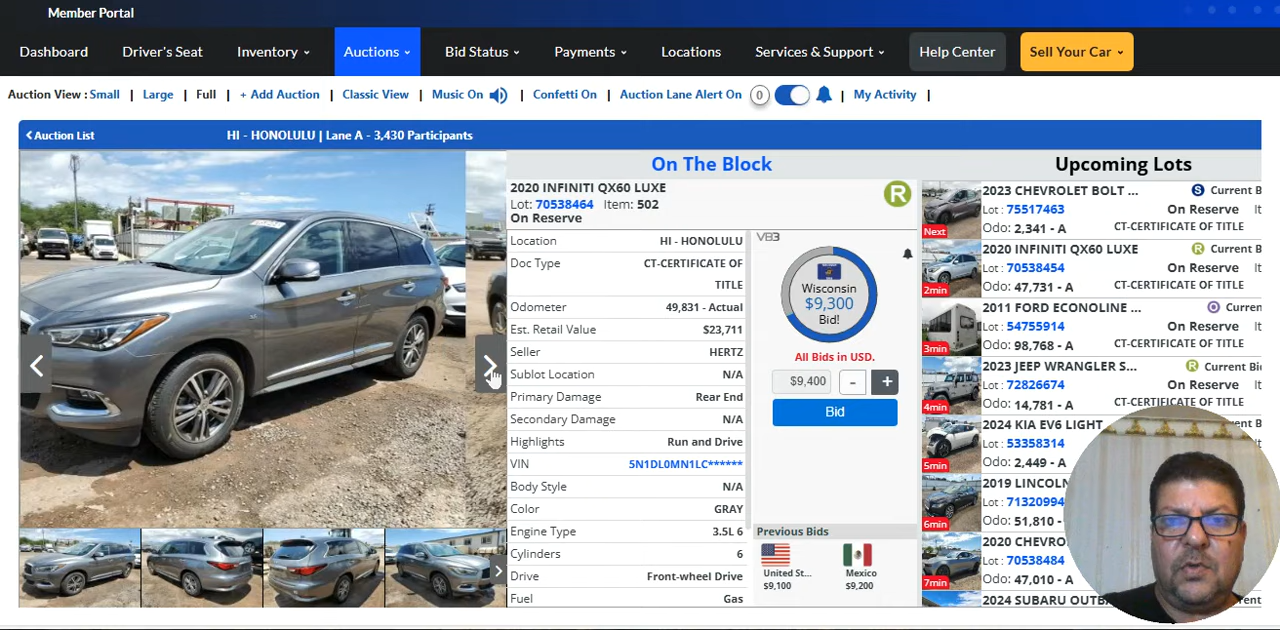 Member Portal
Dashboard Driver's Seat Inventory Auctions Bid Status Payments Locations Services & Support Help Center Sell Your Car
Auction View : Small | Large | Full | + Add Auction | Classic View | Music On | Confetti On | Auction Lane Alert On 0 | My Activity |
Auction List HI - HONOLULU | Lane A - 3,430 Participants
On The Block
2020 INFINITI QX60 LUXE R
Lot: 70538464 Item: 502
On Reserve
Location HI - HONOLULU
Doc Type CT-CERTIFICATE OF
TITLE
Odometer 49,831 - Actual
Est. Retail Value $23,711
Seller HERTZ
Sublot Location N/A
Primary Damage Rear End
Secondary Damage N/A
Highlights Run and Drive
VIN 5N1DL0MN1LC******
Body Style N/A
Color GRAY
Engine Type 3.5L 6
Cylinders 6
Drive Front-wheel Drive
Fuel Gas
VB3
Wisconsin
$9,300
Bid!
All Bids in USD.
$9,400 - +
Bid
Previous Bids
United St... Mexico
$9,100 $9,200
Upcoming Lots
2023 CHEVROLET BOLT ... S Current B
Lot : 75517463 On Reserve It
Next Odo: 2,341 - A CT-CERTIFICATE OF TITLE
2020 INFINITI QX60 LUXE R Current B
Lot : 70538454 On Reserve It
2min Odo: 47,731 - A CT-CERTIFICATE OF TITLE
2011 FORD ECONOLINE ... Curren
Lot : 54755914 On Reserve It
3min Odo: 98,768 - A CT-CERTIFICATE OF TITLE
2023 JEEP WRANGLER S... R Current Bi
Lot : 72826674 On Reserve It
4min Odo: 14,781 - A CT-CERTIFICATE OF TITLE
2024 KIA EV6 LIGHT nt B
Lot : 53358314 It
5min Odo: 2,449 - A
2019 LINCOLN
Lot : 71320994
6min Odo: 51,810 -
2020 CHEVRO
Lot : 70538484
7min Odo: 47,010 - A
2024 SUBARU OUTB ent